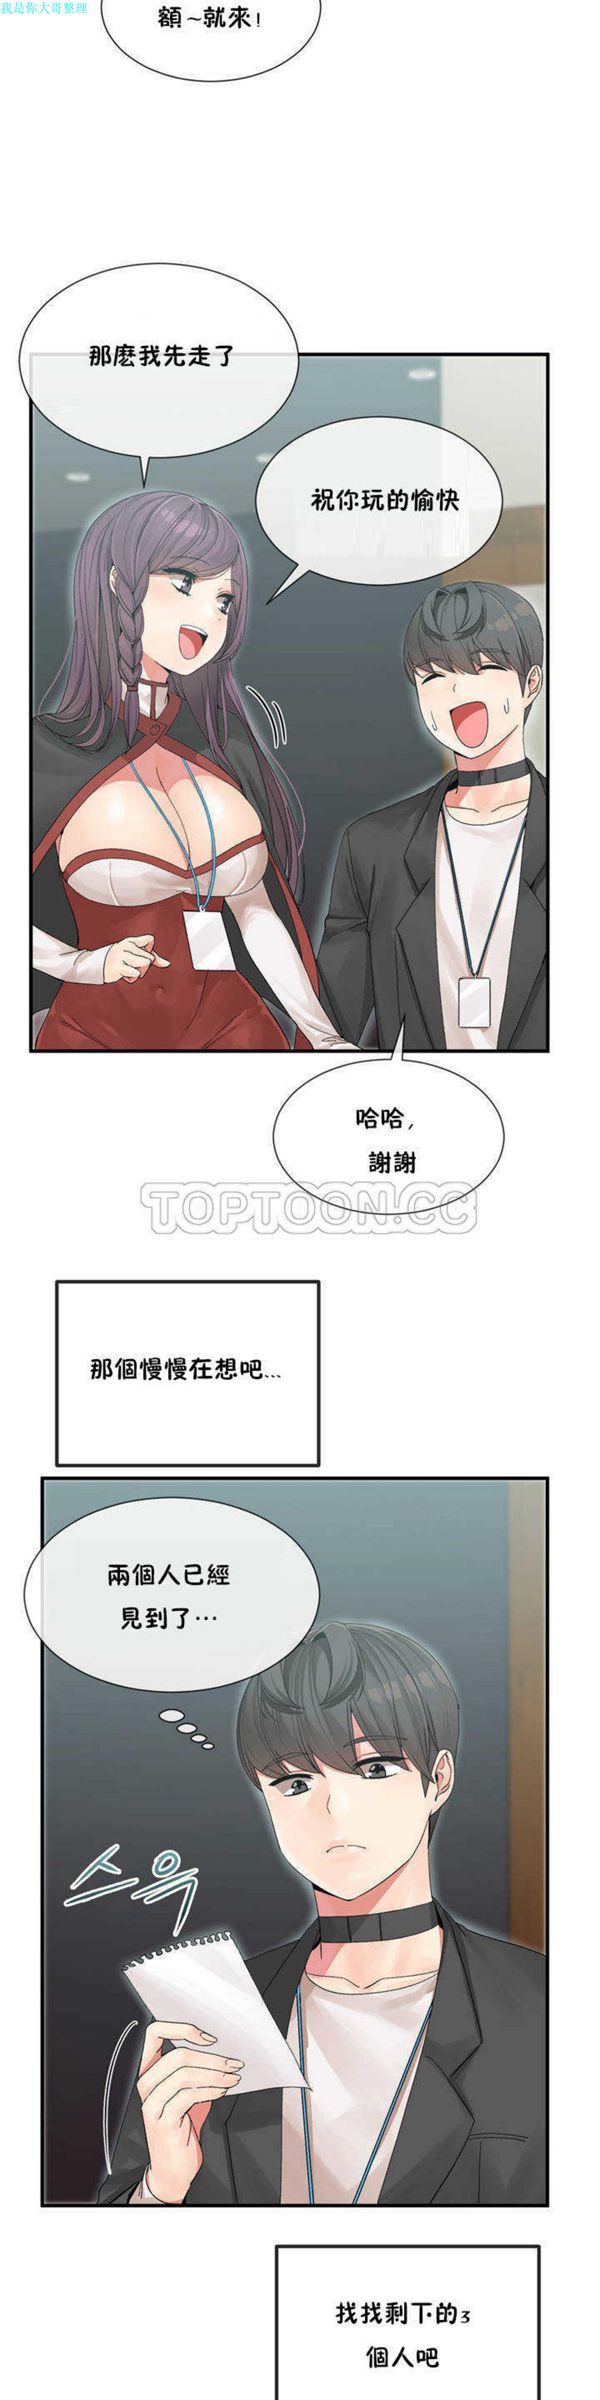 我是你大哥整理
額~就來!
那麽我先走了
祝你玩的愉快
哈哈,
謝謝
TOPTOON.CC
那個慢慢在想吧...
兩個人已經
見到了…
스윽
找找剩下的3
個人吧